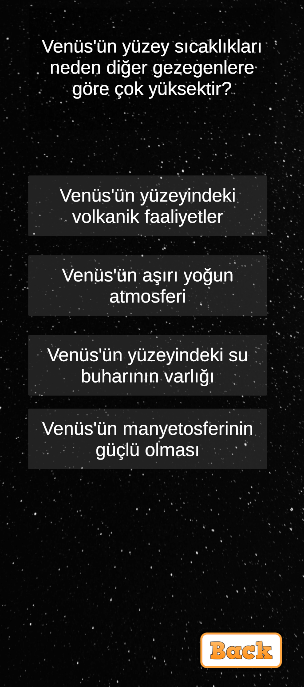 Venüs'ün yüzey sıcaklıkları
neden diğer gezegenlere
göre çok yüksektir?
Venüs'ün yüzeyindeki
volkanik faaliyetler
Venüs'ün aşırı yoğun
atmosferi
Venüs'ün yüzeyindeki su
buharının varlığı
Venüs'ün manyetosferinin
güçlü olması
Back